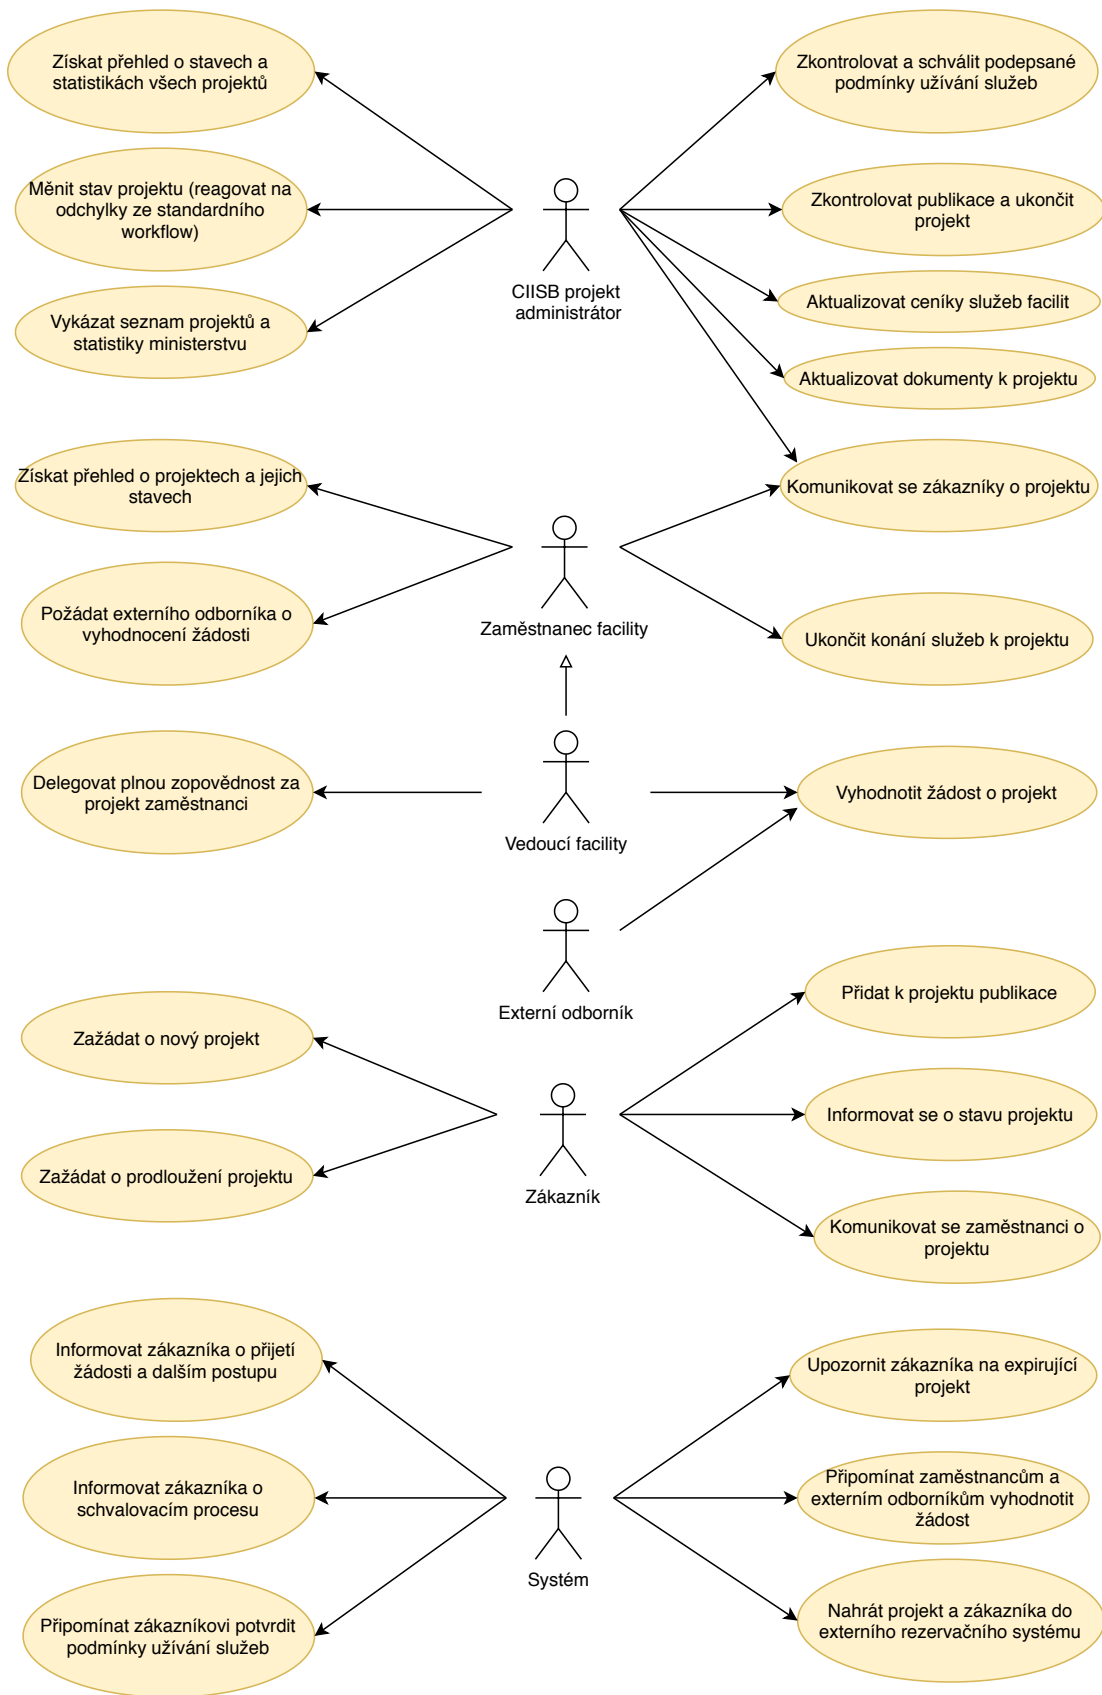 Získat přehled o stavech a
statistikách všech projektů
Zkontrolovat a schválit podepsané
podmínky užívání služeb
Měnit stav projektu (reagovat na
odchylky ze standardního
workflow)
Zkontrolovat publikace a ukončit
projekt
CIISB projekt
administrátor
Vykázat seznam projektů a
statistiky ministerstvu
Aktualizovat ceníky služeb facilit
Aktualizovat dokumenty k projektu
Získat přehled o projektech a jejich
stavech
Komunikovat se zákazníky o projektu
Požádat externího odborníka o
vyhodnocení žádosti
Zaměstnanec facility
Ukončit konání služeb k projektu
Delegovat plnou zopovědnost za
projekt zaměstnanci
Vedoucí facility
Vyhodnotit žádost o projekt
Externí odborník
Přidat k projektu publikace
Zažádat o nový projekt
Informovat se o stavu projektu
Zažádat o prodloužení projektu
Zákazník
Komunikovat se zaměstnanci o
projektu
Informovat zákazníka o přijetí
žádosti a dalším postupu
Upozornit zákazníka na expirující
projekt
Informovat zákazníka o
schvalovacím procesu
Připomínat zaměstnancům a
externím odborníkům vyhodnotit
žádost
Systém
Připomínat zákazníkovi potvrdit
podmínky užívání služeb
Nahrát projekt a zákazníka do
externího rezervačního systému